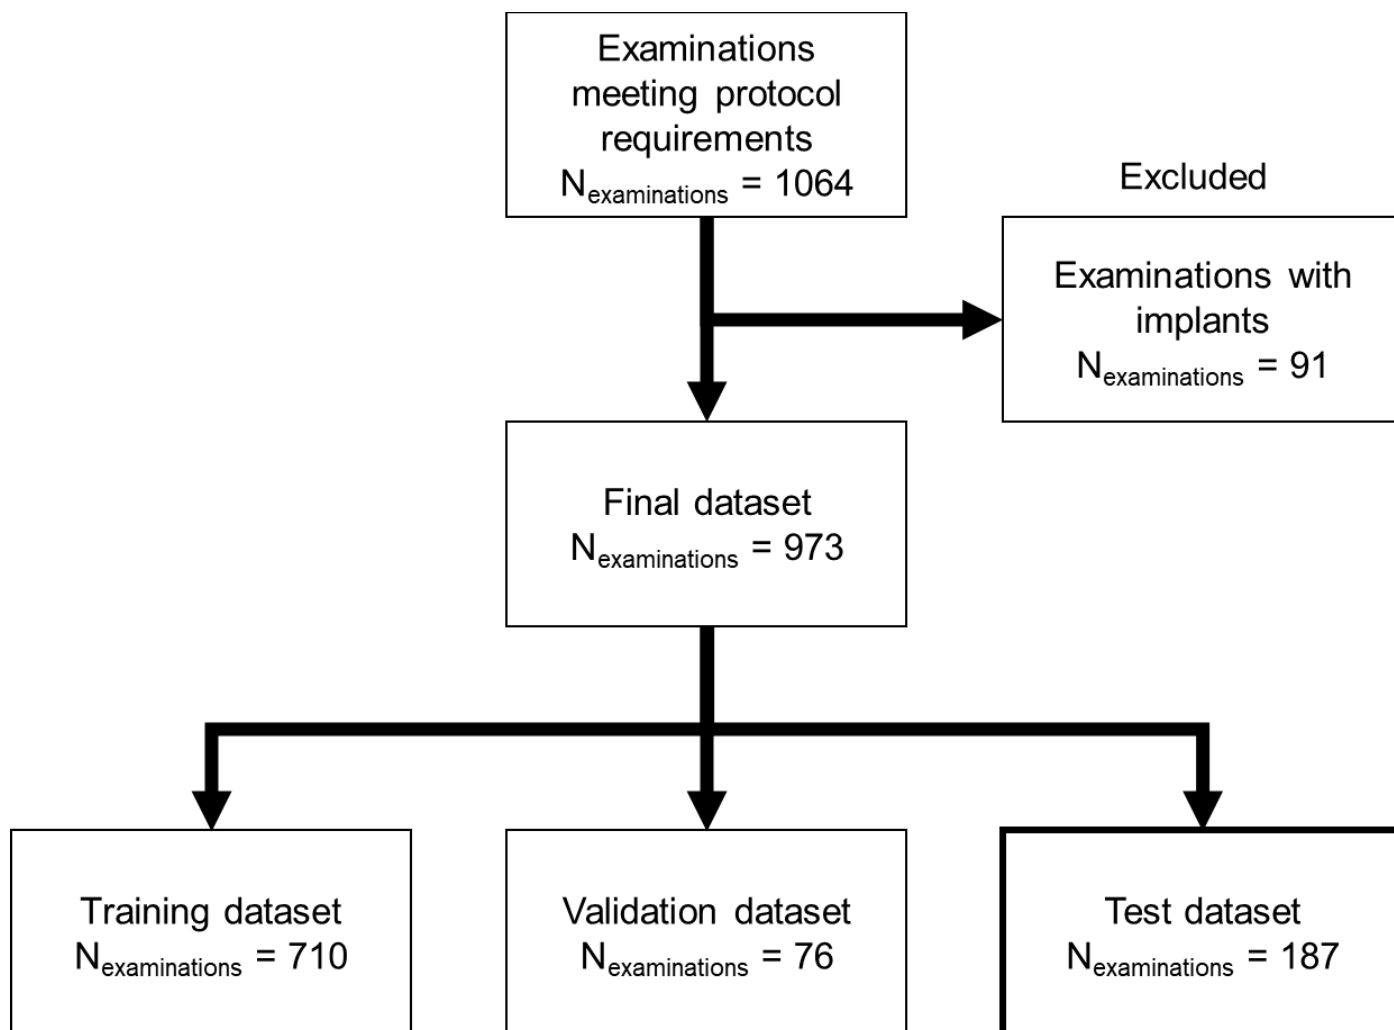 Examinations
meeting protocol
requirements
Nexaminations = 1064
Excluded
Examinations with
implants
Nexaminations = 91
Final dataset
Nexaminations = 973
Training dataset
Nexaminations = 710
Validation dataset
Nexaminations = 76
Test dataset
Nexaminations = 187